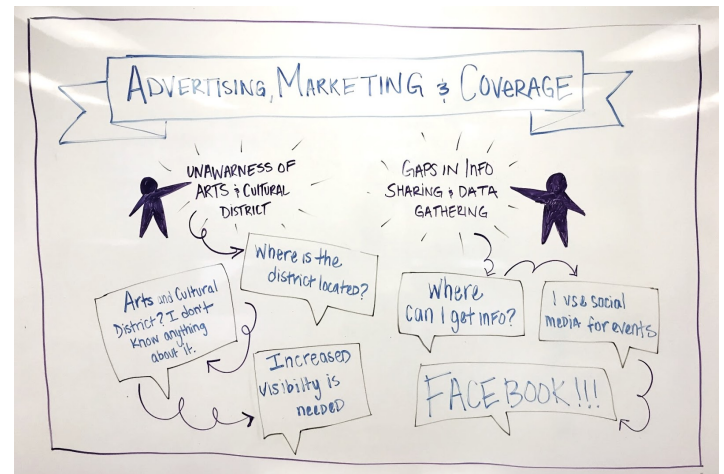 ADVERTISING, MARKETING & COVERAGE
UNAWARNESS OF
ARTS & CULTURAL
DISTRICT
Where is the
district located?
Arts and Cultural
District? I don't
know anything
about it.
Increased
visibilty is
needed
GAPS IN INFO
SHARING & DATA
GATHERING
Where
can I get info?
I use social
media for events
FACEBOOK!!!